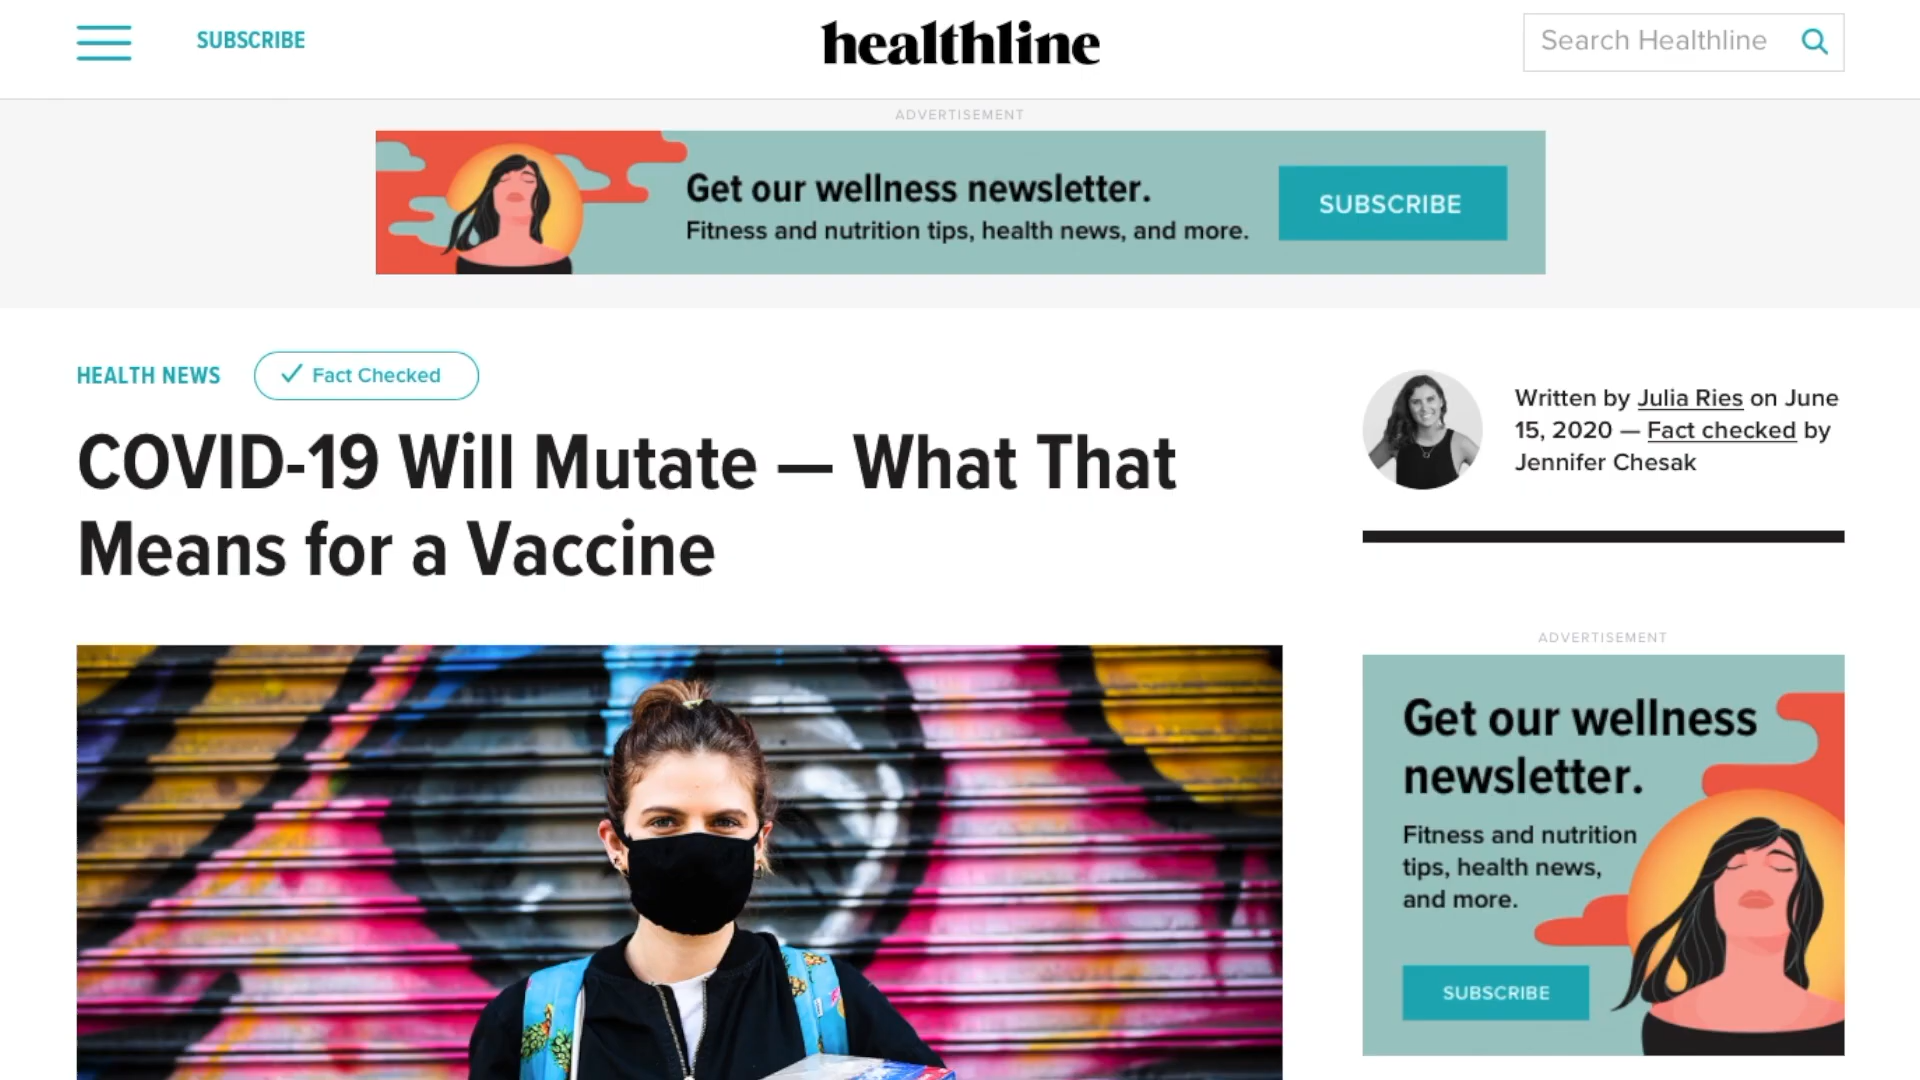 SUBSCRIBE
healthline
Search Healthline
ADVERTISEMENT
Get our wellness newsletter.
Fitness and nutrition tips, health news, and more.
SUBSCRIBE
HEALTH NEWS
Fact Checked
COVID-19 Will Mutate — What That
Means for a Vaccine
Written by Julia Ries on June
15, 2020 — Fact checked by
Jennifer Chesak
ADVERTISEMENT
Get our wellness
newsletter.
Fitness and nutrition
tips, health news,
and more.
SUBSCRIBE